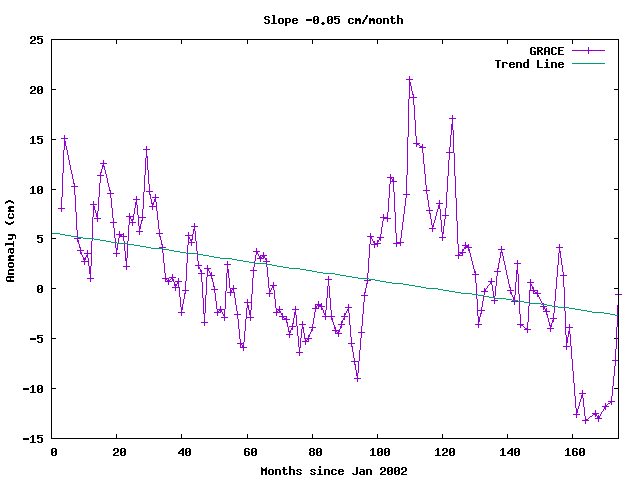 Slope -0.05 cm/month
GRACE
Trend Line
Anomaly (cm)
25
20
15
10
5
0
-5
-10
-15
0 20 40 60 80 100 120 140 160
Months since Jan 2002